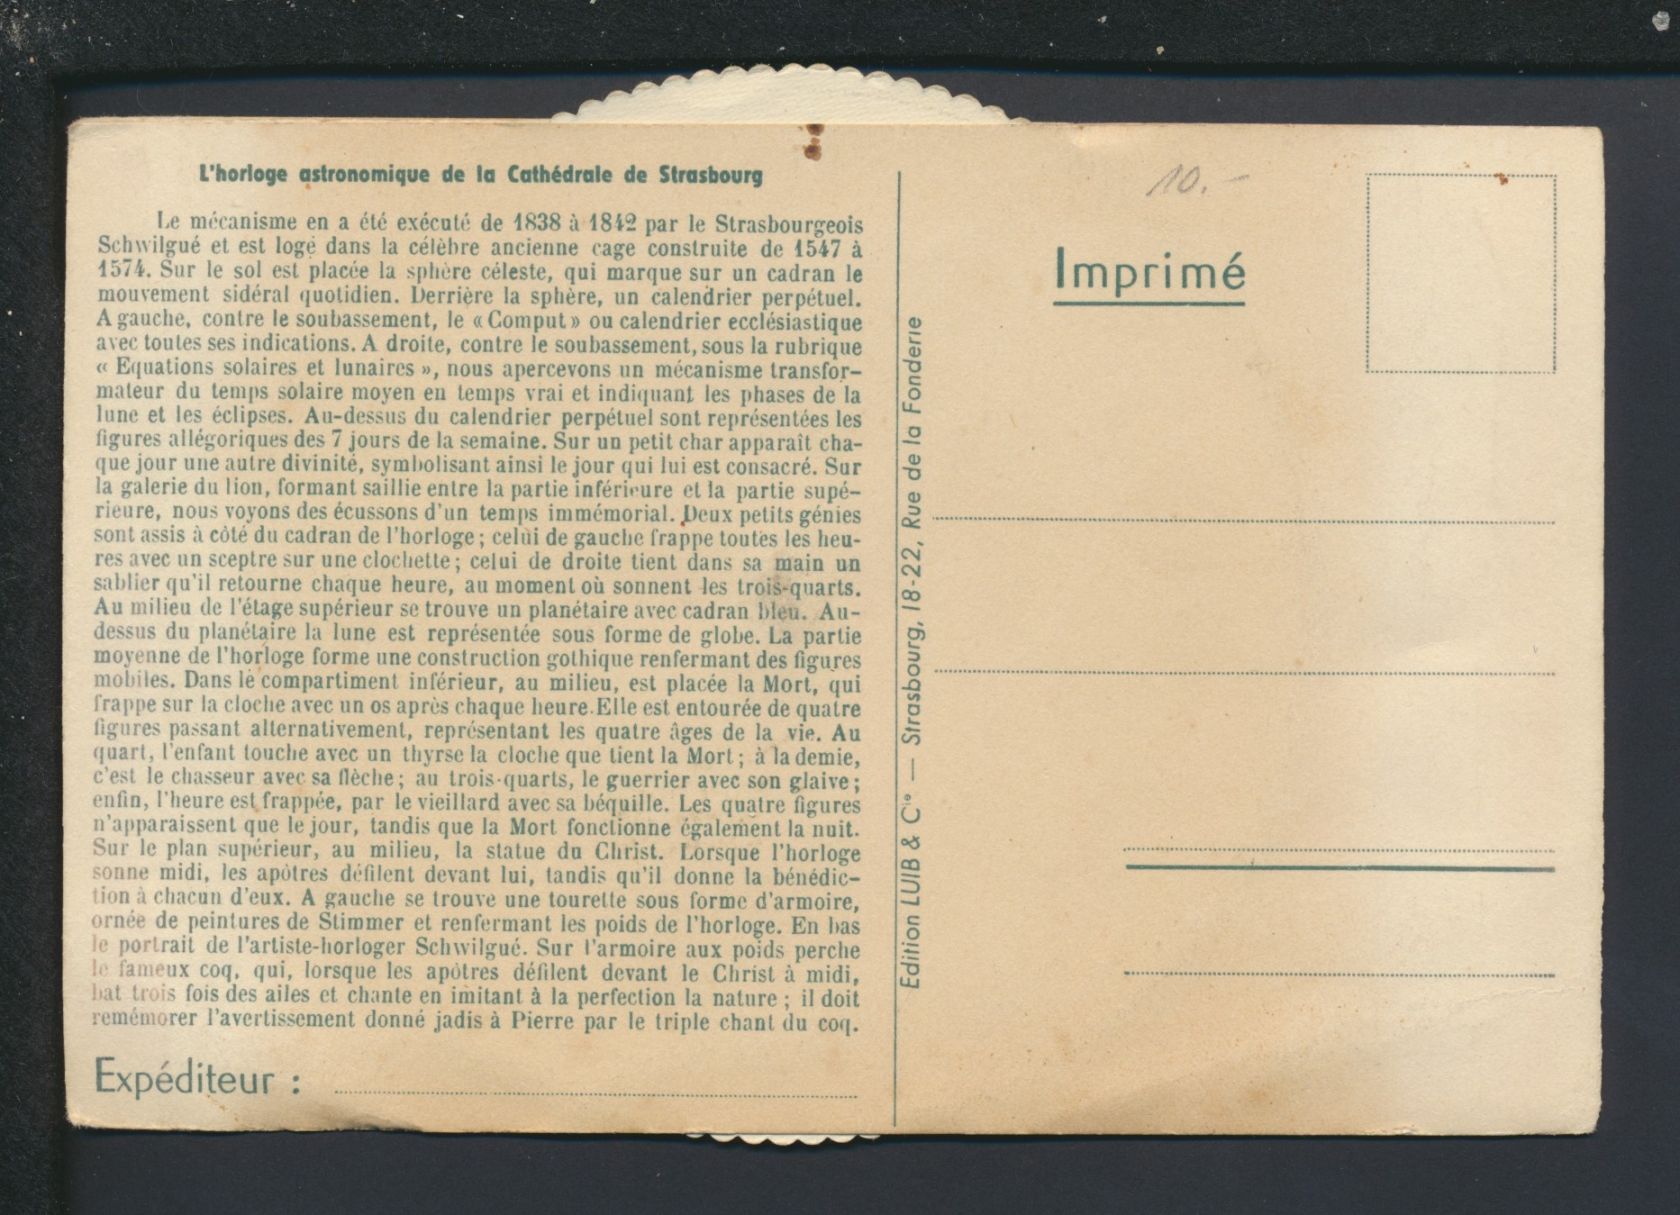 L'horloge astronomique de la Cathédrale de Strasbourg
Le mécanisme en a été exécuté de 1838 à 1842 par le Strasbourgeois
Schwilgué et est logé dans la célèbre ancienne cage construite de 1547 à
1574. Sur le sol est placée la sphère céleste, qui marque sur un cadran le
mouvement sidéral quotidien. Derrière la sphère, un calendrier perpétuel.
A gauche, contre le soubassement, le «Comput» ou calendrier ecclésiastique
avec toutes ses indications. A droite, contre le soubassement, sous la rubrique
« Equations solaires et lunaires », nous apercevons un mécanisme transfor-
mateur du temps solaire moyen en temps vrai et indiquant les phases de la
lune et les éclipses. Au-dessus du calendrier perpétuel sont représentées les
figures allégoriques des 7 jours de la semaine. Sur un petit char apparaît cha-
que jour une autre divinité, symbolisant ainsi le jour qui lui est consacré. Sur
la galerie du lion, formant saillie entre la partie inférieure et la partie supé-
rieure, nous voyons des écussons d'un temps immémorial. Deux petits génies
sont assis à côté du cadran de l'horloge ; celui de gauche frappe toutes les heu-
res avec un sceptre sur une clochette ; celui de droite tient dans sa main un
sablier qu'il retourne chaque heure, au moment où sonnent les trois-quarts.
Au milieu de l'étage supérieur se trouve un planétaire avec cadran bleu. Au-
dessus du planétaire la lune est représentée sous forme de globe. La partie
moyenne de l'horloge forme une construction gothique renfermant des figures
mobiles. Dans le compartiment inférieur, au milieu, est placée la Mort, qui
frappe sur la cloche avec un os après chaque heure. Elle est entourée de quatre
figures passant alternativement, représentant les quatre âges de la vie. Au
quart, l'enfant touche avec un thyrse la cloche que tient la Mort ; à la demie,
c'est le chasseur avec sa flèche ; au trois-quarts, le guerrier avec son glaive ;
enfin, l'heure est frappée, par le vieillard avec sa béquille. Les quatre figures
n'apparaissent que le jour, tandis que la Mort fonctionne également la nuit.
Sur le plan supérieur, au milieu, la statue du Christ. Lorsque l'horloge
sonne midi, les apôtres défilent devant lui, tandis qu'il donne la bénédic-
tion à chacun d'eux. A gauche se trouve une tourette sous forme d'armoire,
ornée de peintures de Stimmer et renfermant les poids de l'horloge. En bas
le portrait de l'artiste-horloger Schwilgué. Sur l'armoire aux poids perche
le fameux coq, qui, lorsque les apôtres défilent devant le Christ à midi,
bat trois fois des ailes et chante en imitant à la perfection la nature ; il doit
remémorer l'avertissement donné jadis à Pierre par le triple chant du coq.
Expéditeur :
Edition LUIB & Cie — Strasbourg, 18-22, Rue de la Fonderie
10.-
Imprimé